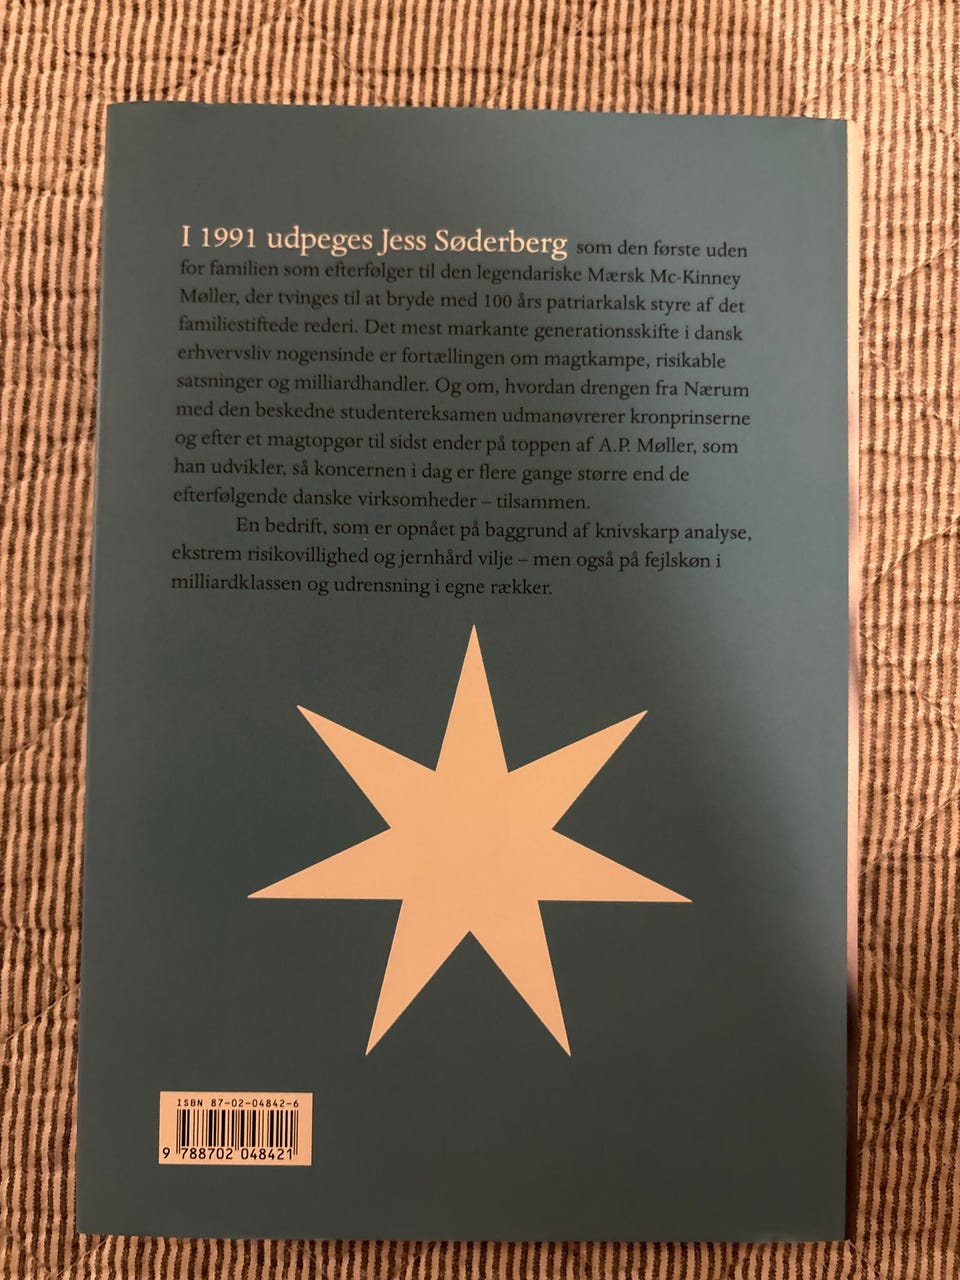 I 1991 udpeges Jess Søderberg som den første uden
for familien som efterfølger til den legendariske Mærsk Mc-Kinney
Møller, der tvinges til at bryde med 100 års patriarkalsk styre af det
familiestiftede rederi. Det mest markante generationsskifte i dansk
erhvervsliv nogensinde er fortællingen om magtkampe, risikable
satsninger og milliardhandler. Og om, hvordan drengen fra Nærum
med den beskedne studentereksamen udmanøvrerer kronprinserne
og efter et magtopgør til sidst ender på toppen af A.P. Møller, som
han udvikler, så koncernen i dag er flere gange større end de
efterfølgende danske virksomheder – tilsammen.
En bedrift, som er opnået på baggrund af knivskarp analyse,
ekstrem risikovillighed og jernhård vilje – men også på fejlskøn i
milliardklassen og udrensning i egne rækker.
ISBN 87-02-04842-6
9 788702 048421